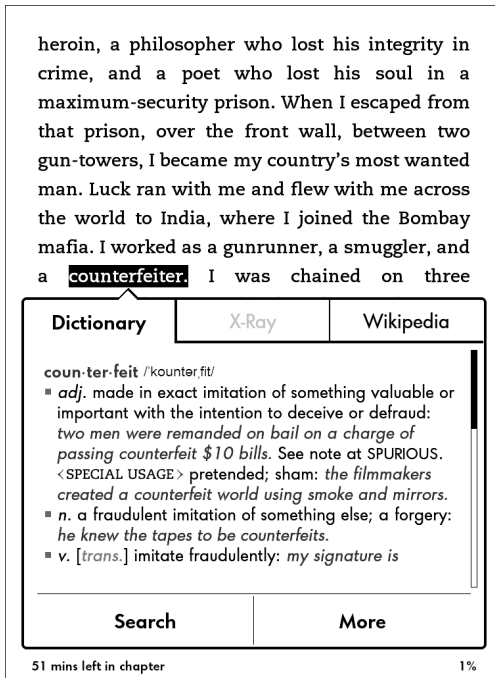 heroin, a philosopher who lost his integrity in
crime, and a poet who lost his soul in a
maximum-security prison. When I escaped from
that prison, over the front wall, between two
gun-towers, I became my country’s most wanted
man. Luck ran with me and flew with me across
the world to India, where I joined the Bombay
mafia. I worked as a gunrunner, a smuggler, and
a counterfeiter. I was chained on three
Dictionary X-Ray Wikipedia
coun·ter·feit /ˈkountərˌfit/
▪ adj. made in exact imitation of something valuable or
important with the intention to deceive or defraud:
two men were remanded on bail on a charge of
passing counterfeit $10 bills. See note at SPURIOUS.
<SPECIAL USAGE> pretended; sham: the filmmakers
created a counterfeit world using smoke and mirrors.
▪ n. a fraudulent imitation of something else; a forgery:
he knew the tapes to be counterfeits.
▪ v. [trans.] imitate fraudulently: my signature is
Search More
51 mins left in chapter 1%